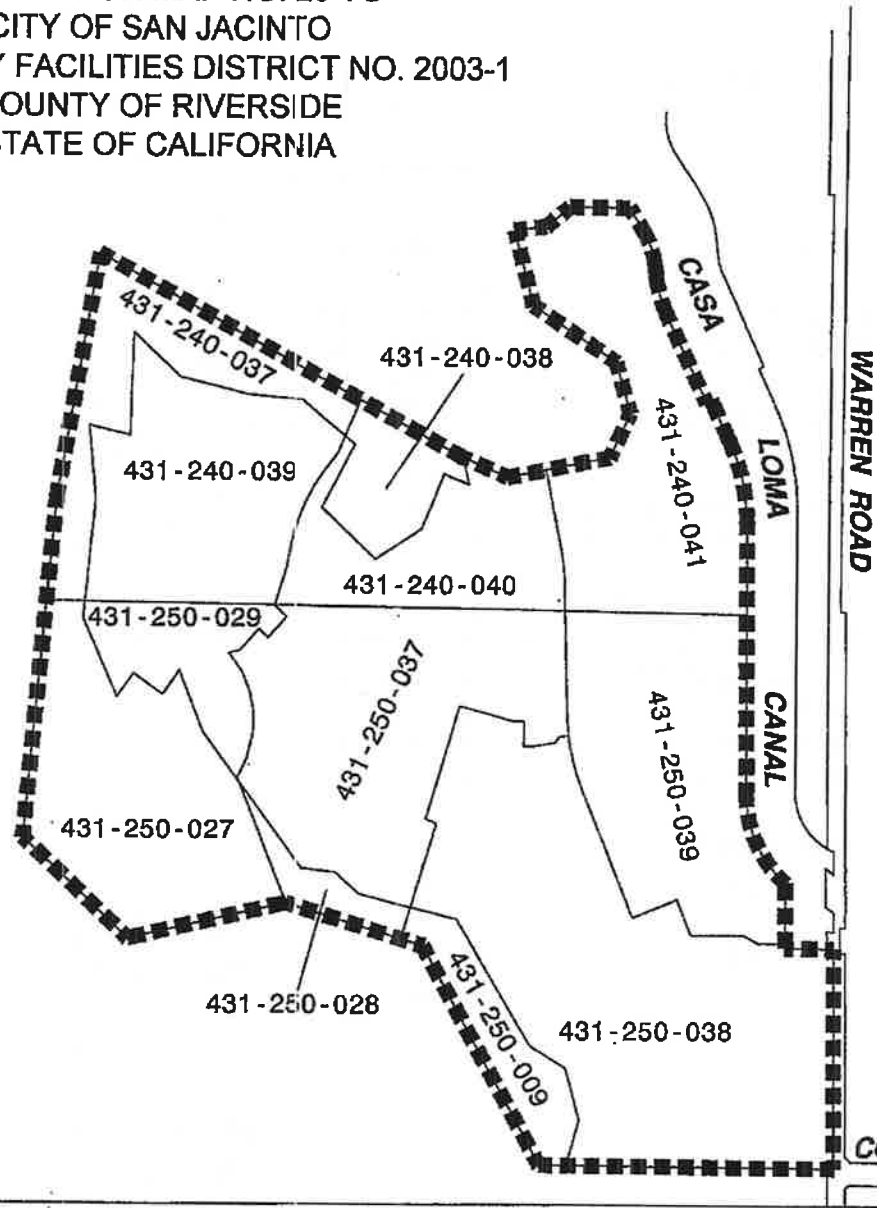 CITY OF SAN JACINTO
FACILITIES DISTRICT NO. 2003-1
COUNTY OF RIVERSIDE
STATE OF CALIFORNIA
CASA
431-240-037
431-240-038
WARREN ROAD
431-240-041
LOMA
431-240-039
431-240-040
431-250-029
431-250-037
CANAL
431-250-039
431-250-027
431-250-028
431-250-009
431-250-038